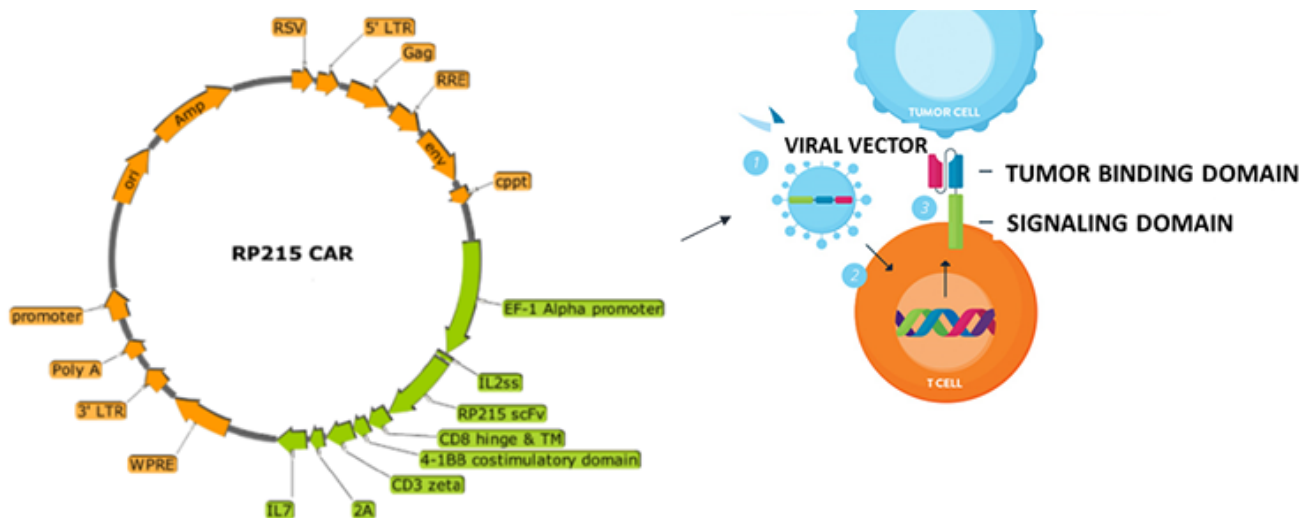 RSV
5' LTR
Gag
RRE
env
cppt
EF-1 Alpha promoter
IL2ss
RP215 scFv
CD8 hinge & TM
4-1BB costimulatory domain
CD3 zeta
2A
IL7
WPRE
3' LTR
Poly A
promoter
ori
Amp
RP215 CAR
TUMOR CELL
1
VIRAL VECTOR
TUMOR BINDING DOMAIN
3
SIGNALING DOMAIN
2
T CELL